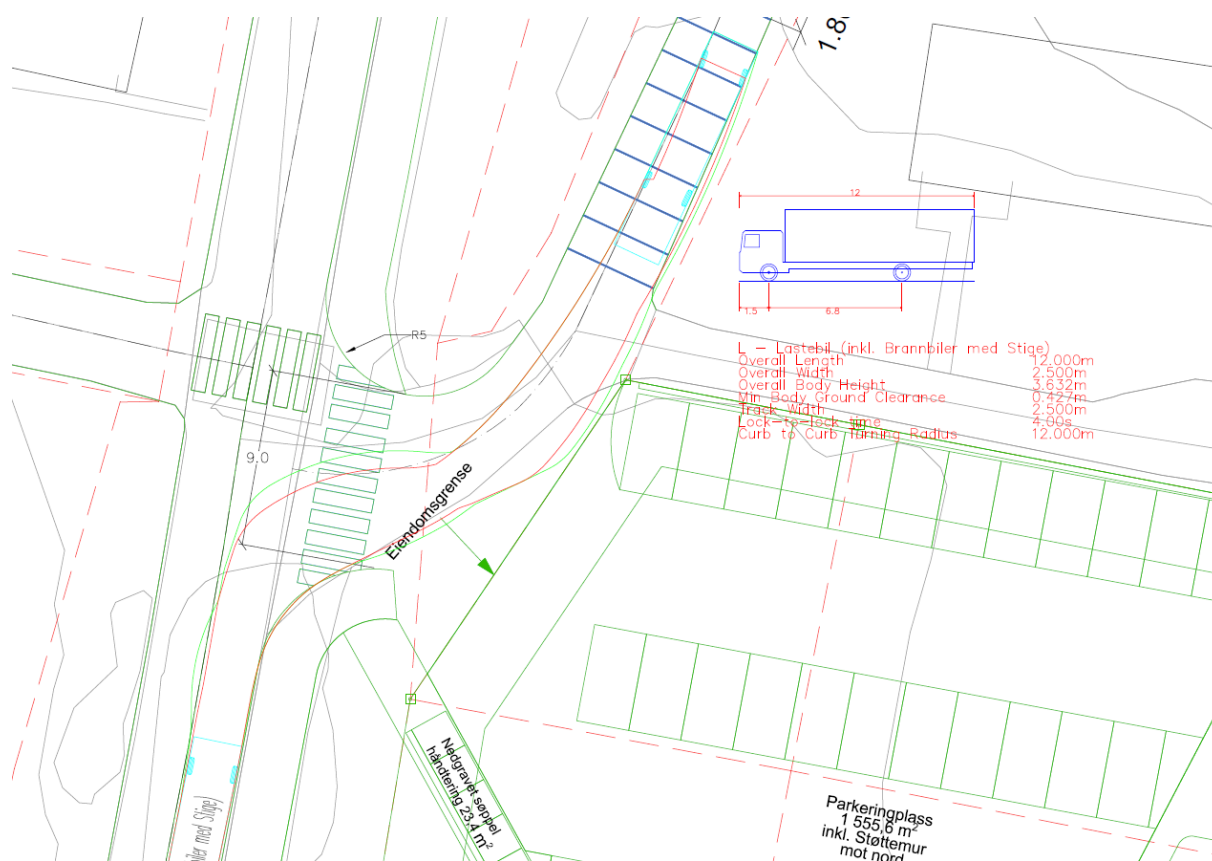 1.8
12
1.5
6.8
R5
L – Lastebil (inkl. Brannbiler med Stige)
Overall Length 12.000m
Overall Width 2.500m
Overall Body Height 3.632m
Min Body Ground Clearance 0.427m
Track Width 2.500m
Lock-to-lock time 4.00s
Curb to Curb Turning Radius 12.000m
9.0
Eiendomsgrense
Nedgravet søppel
håndtering 23,4 m²
Parkeringplass
1 555,6 m²
inkl. Støttemur
mot nord
med Stige)